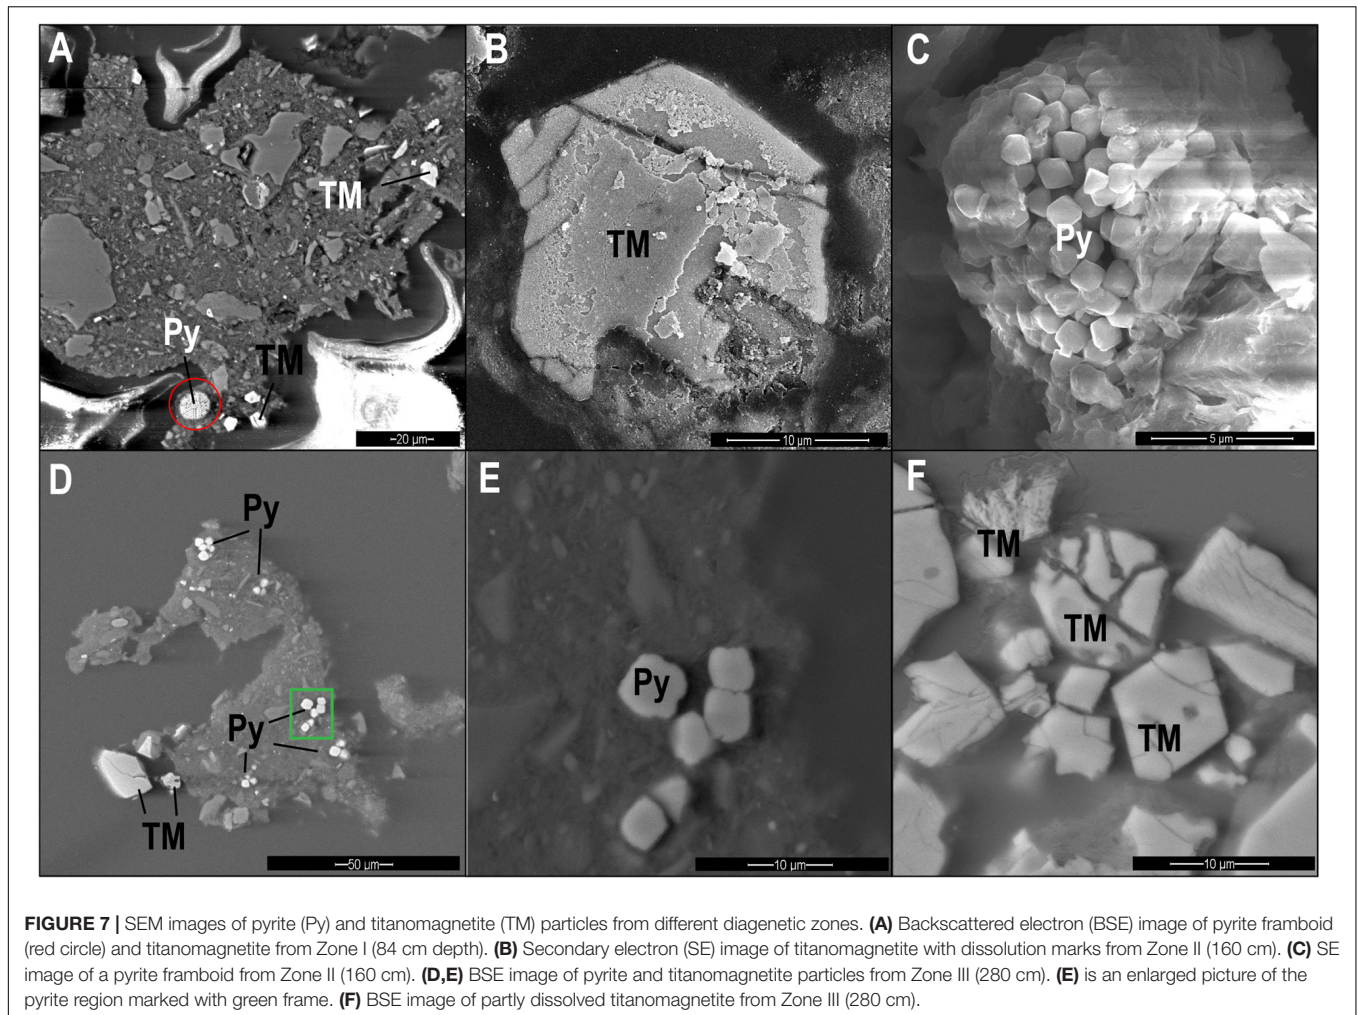 A
TM
Py
TM
20 µm
B
TM
10 µm
C
Py
5 µm
D
Py
Py
TM
50 µm
E
Py
10 µm
F
TM
TM
TM
10 µm
FIGURE 7 | SEM images of pyrite (Py) and titanomagnetite (TM) particles from different diagenetic zones. (A) Backscattered electron (BSE) image of pyrite framboid
(red circle) and titanomagnetite from Zone I (84 cm depth). (B) Secondary electron (SE) image of titanomagnetite with dissolution marks from Zone II (160 cm). (C) SE
image of a pyrite framboid from Zone II (160 cm). (D,E) BSE image of pyrite and titanomagnetite particles from Zone III (280 cm). (E) is an enlarged picture of the
pyrite region marked with green frame. (F) BSE image of partly dissolved titanomagnetite from Zone III (280 cm).